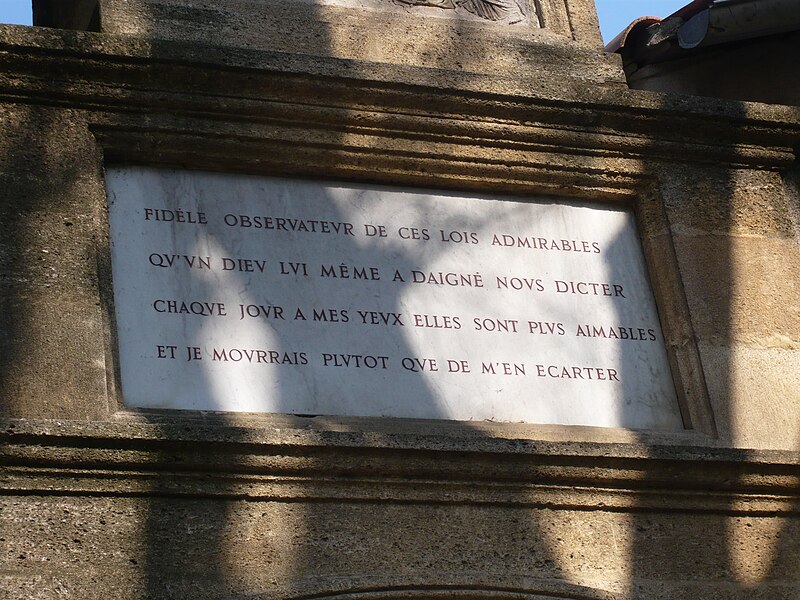 FIDÈLE OBSERVATEVR DE CES LOIS ADMIRABLES
QV'VN DIEV LVI MÊME A DAIGNÉ NOVS DICTER
CHAQVE JOVR A MES YEVX ELLES SONT PLVS AIMABLES
ET JE MOVRRAIS PLVTOT QVE DE M'EN ECARTER